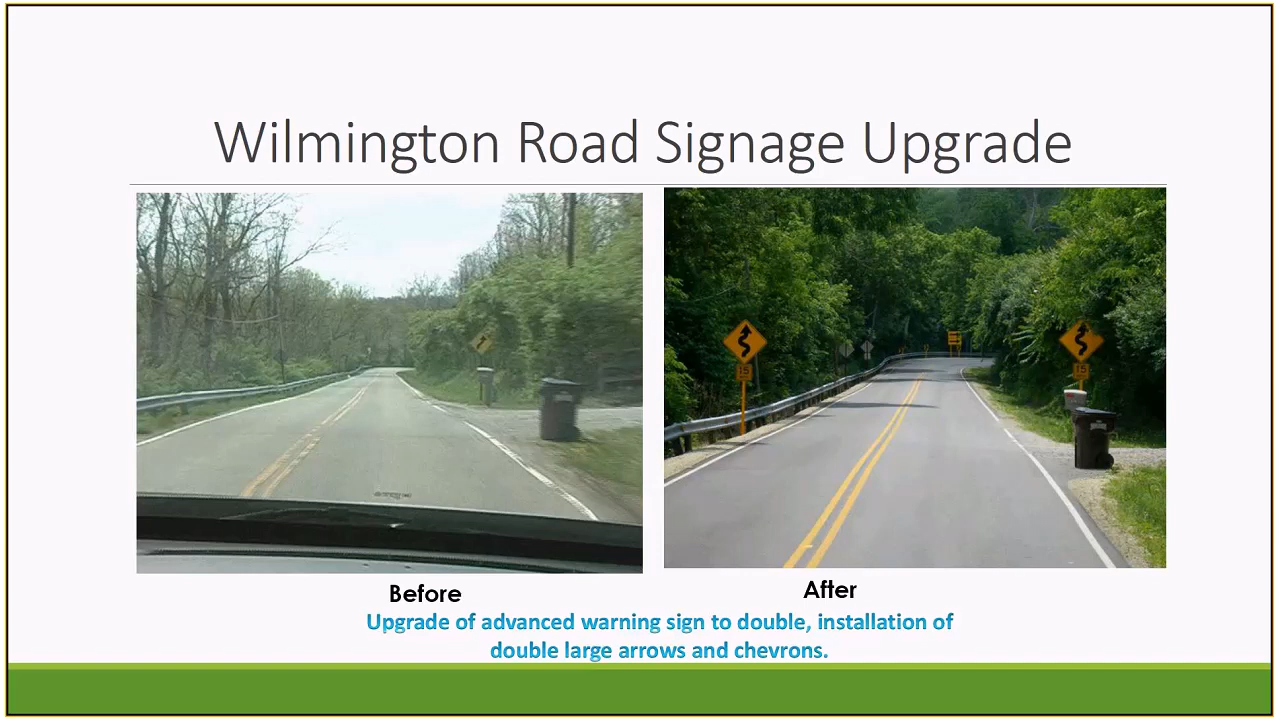 Wilmington Road Signage Upgrade
15
15
Before
After
Upgrade of advanced warning sign to double, installation of
double large arrows and chevrons.